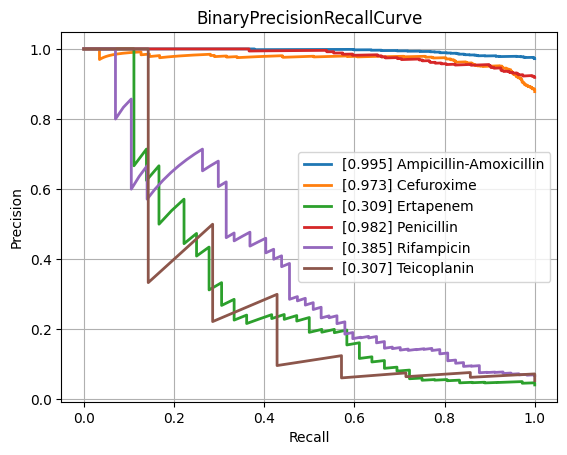 BinaryPrecisionRecallCurve
1.0
0.8
0.6
0.4
0.2
0.0
Precision
[0.995] Ampicillin-Amoxicillin
[0.973] Cefuroxime
[0.309] Ertapenem
[0.982] Penicillin
[0.385] Rifampicin
[0.307] Teicoplanin
0.0 0.2 0.4 0.6 0.8 1.0
Recall